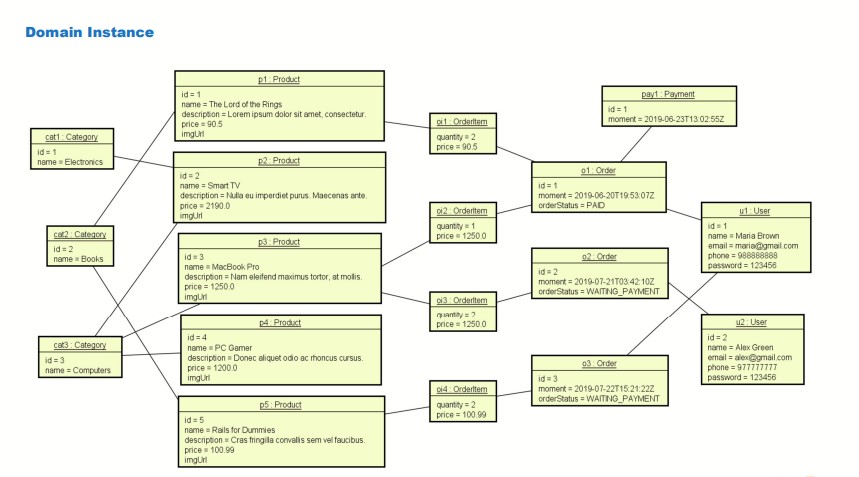 Domain Instance
p1 : Product
id = 1
name = The Lord of the Rings
description = Lorem ipsum dolor sit amet, consectetur.
price = 90.5
imgUrl
pay1 : Payment
id = 1
moment = 2019-06-23T13:02:55Z
oi1 : OrderItem
quantity = 2
price = 90.5
cat1 : Category
id = 1
name = Electronics
p2 : Product
id = 2
name = Smart TV
description = Nulla eu imperdiet purus. Maecenas ante.
price = 2190.0
imgUrl
o1 : Order
id = 1
moment = 2019-06-20T19:53:07Z
orderStatus = PAID
oi2 : OrderItem
quantity = 1
price = 1250.0
u1 : User
id = 1
name = Maria Brown
email = maria@gmail.com
phone = 988888888
password = 123456
cat2 : Category
id = 2
name = Books
p3 : Product
id = 3
name = MacBook Pro
description = Nam eleifend maximus tortor, at mollis.
price = 1250.0
imgUrl
o2 : Order
id = 2
moment = 2019-07-21T03:42:10Z
orderStatus = WAITING_PAYMENT
oi3 : OrderItem
quantity = 2
price = 1250.0
p4 : Product
id = 4
name = PC Gamer
description = Donec aliquet odio ac rhoncus cursus.
price = 1200.0
imgUrl
u2 : User
id = 2
name = Alex Green
email = alex@gmail.com
phone = 977777777
password = 123456
cat3 : Category
id = 3
name = Computers
o3 : Order
id = 3
moment = 2019-07-22T15:21:22Z
orderStatus = WAITING_PAYMENT
oi4 : OrderItem
quantity = 2
price = 100.99
p5 : Product
id = 5
name = Rails for Dummies
description = Cras fringilla convallis sem vel faucibus.
price = 100.99
imgUrl